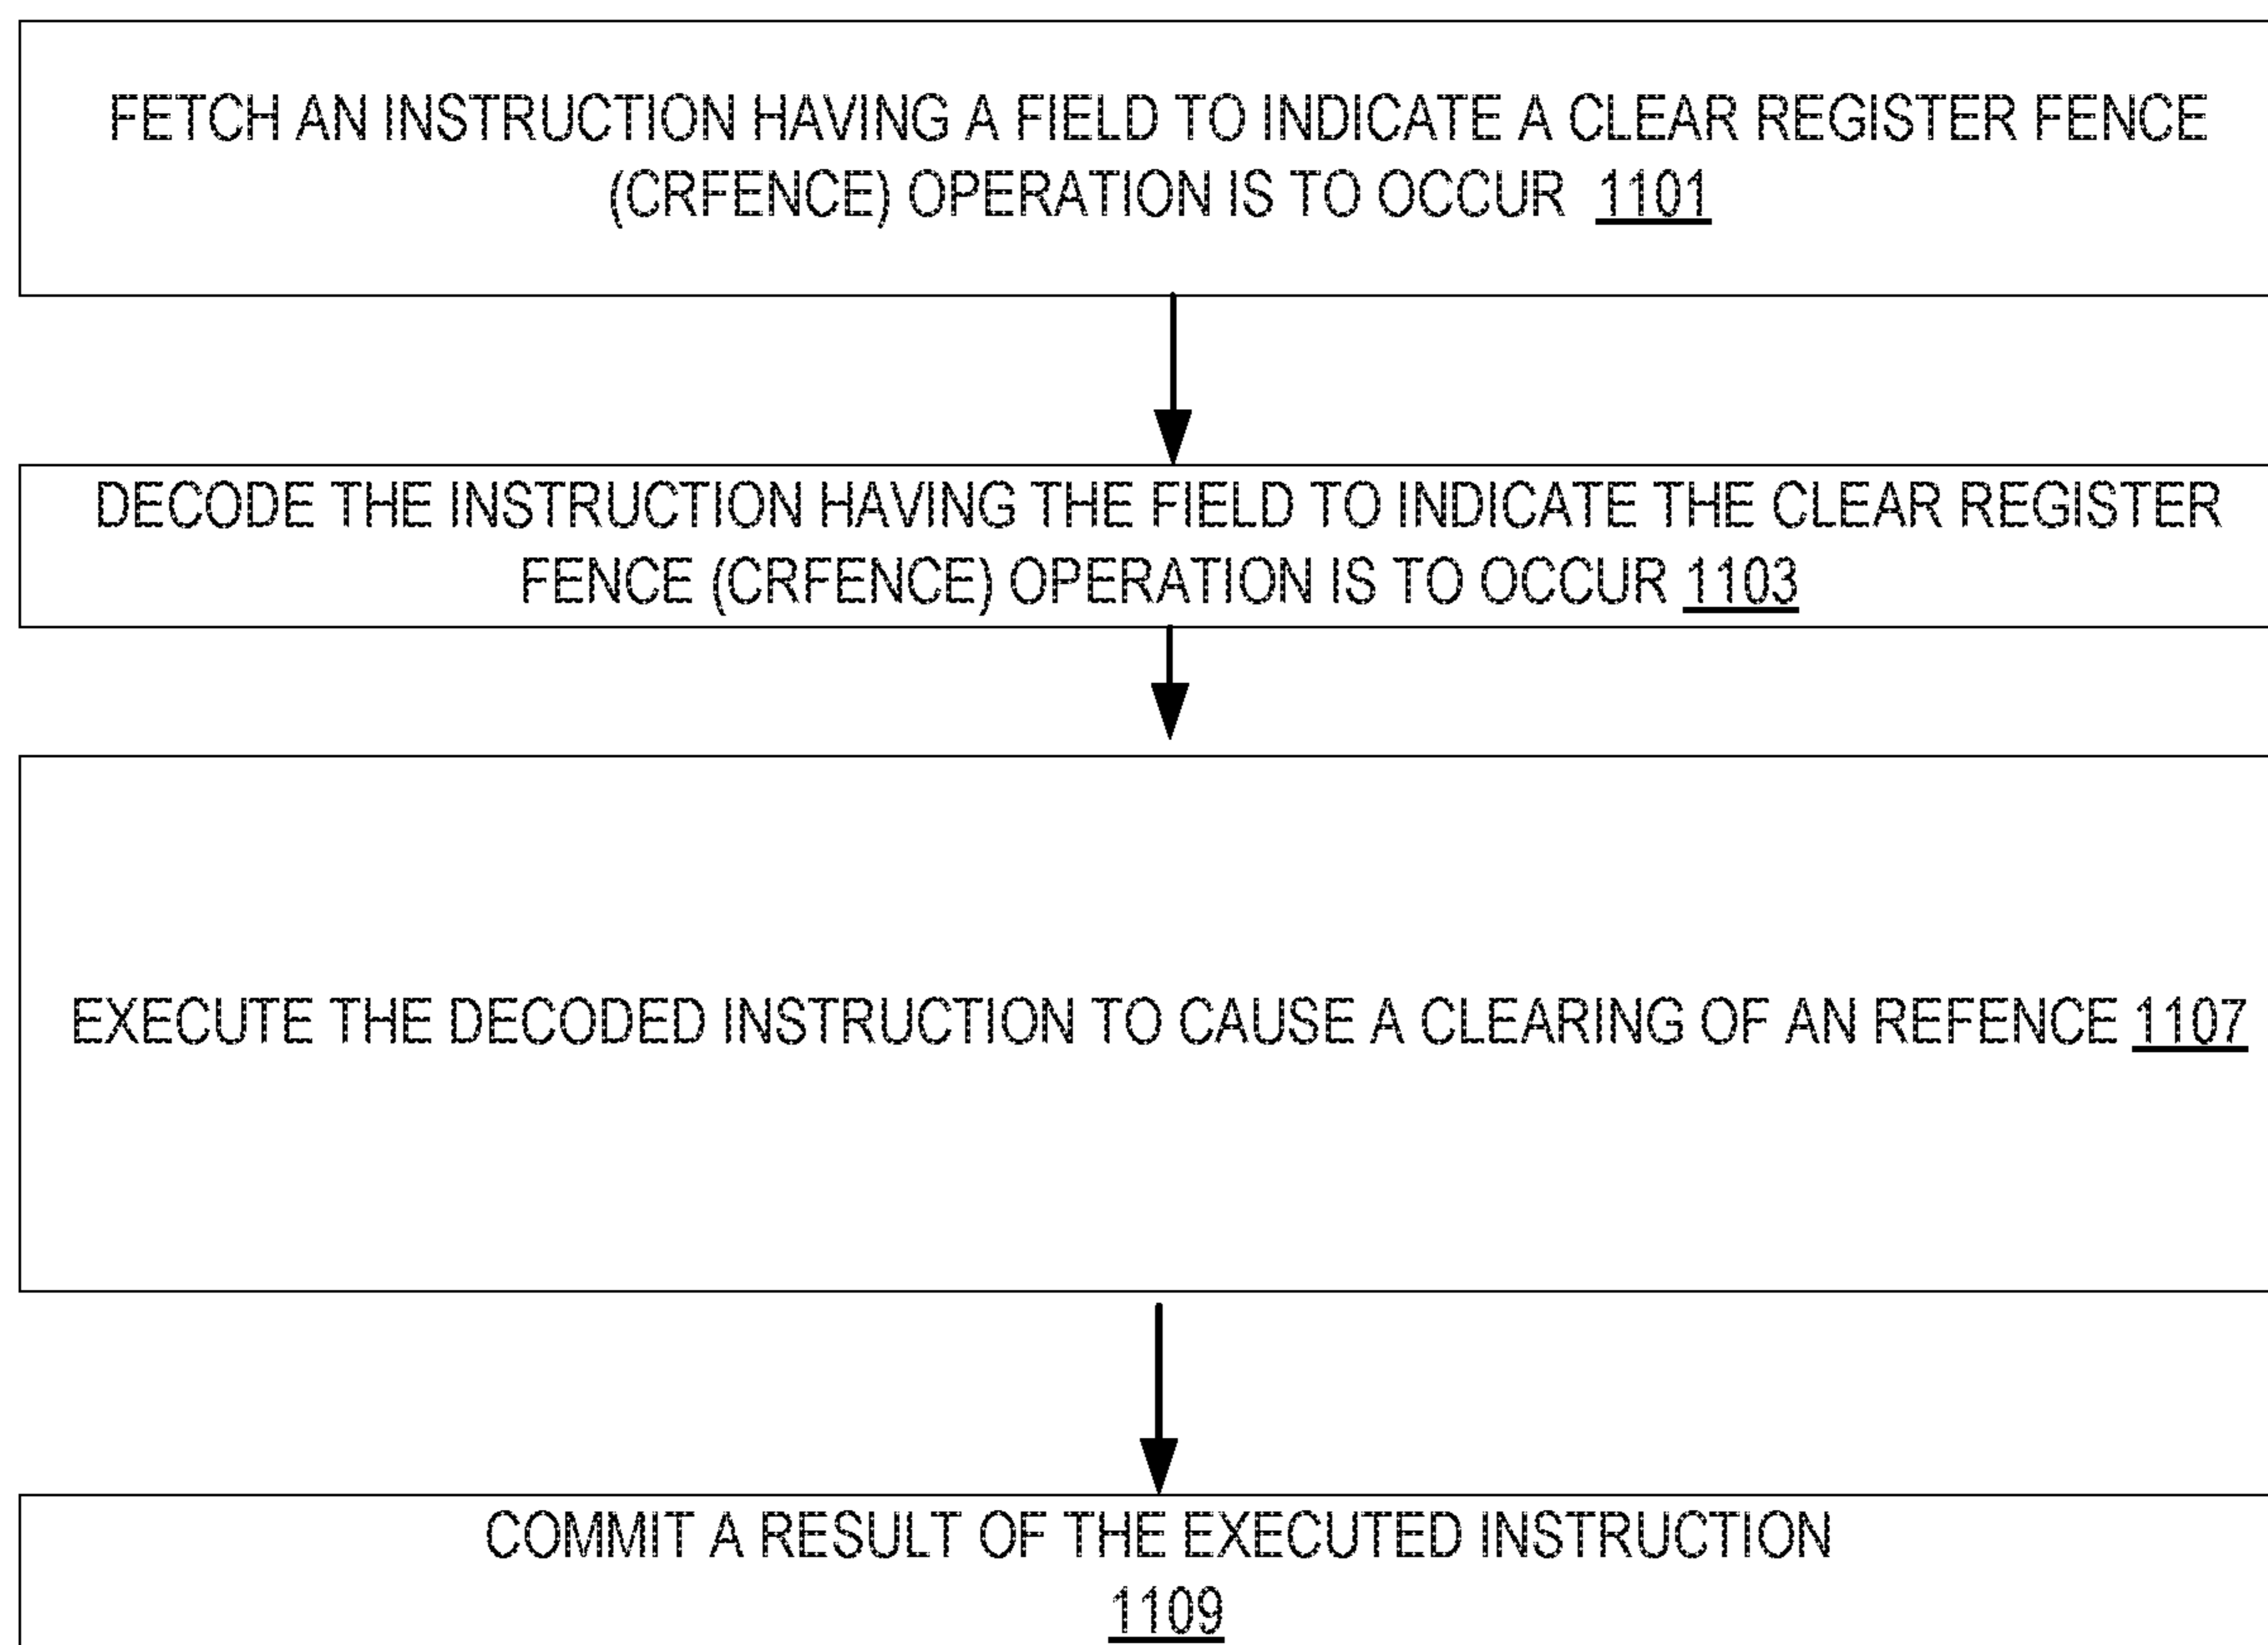 FETCH AN INSTRUCTION HAVING A FIELD TO INDICATE A CLEAR REGISTER FENCE
(CRFENCE) OPERATION IS TO OCCUR 1101
DECODE THE INSTRUCTION HAVING THE FIELD TO INDICATE THE CLEAR REGISTER
FENCE (CRFENCE) OPERATION IS TO OCCUR 1103
EXECUTE THE DECODED INSTRUCTION TO CAUSE A CLEARING OF AN REFENCE 1107
COMMIT A RESULT OF THE EXECUTED INSTRUCTION
1109